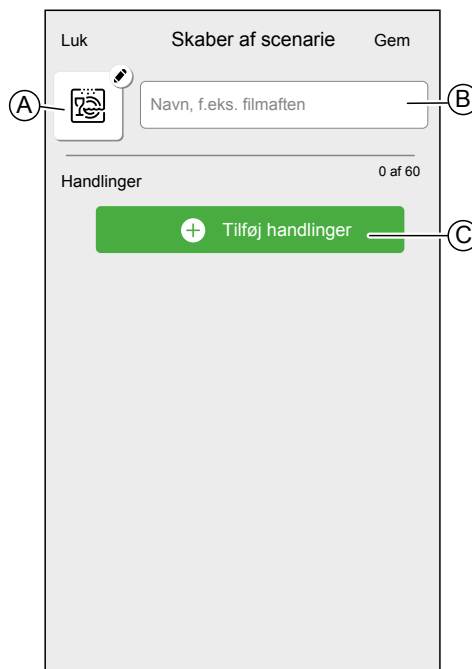 Luk Skaber af scenarie Gem
A
Navn, f.eks. filmaften
B
0 af 60
Handlinger
Tilføj handlinger
C